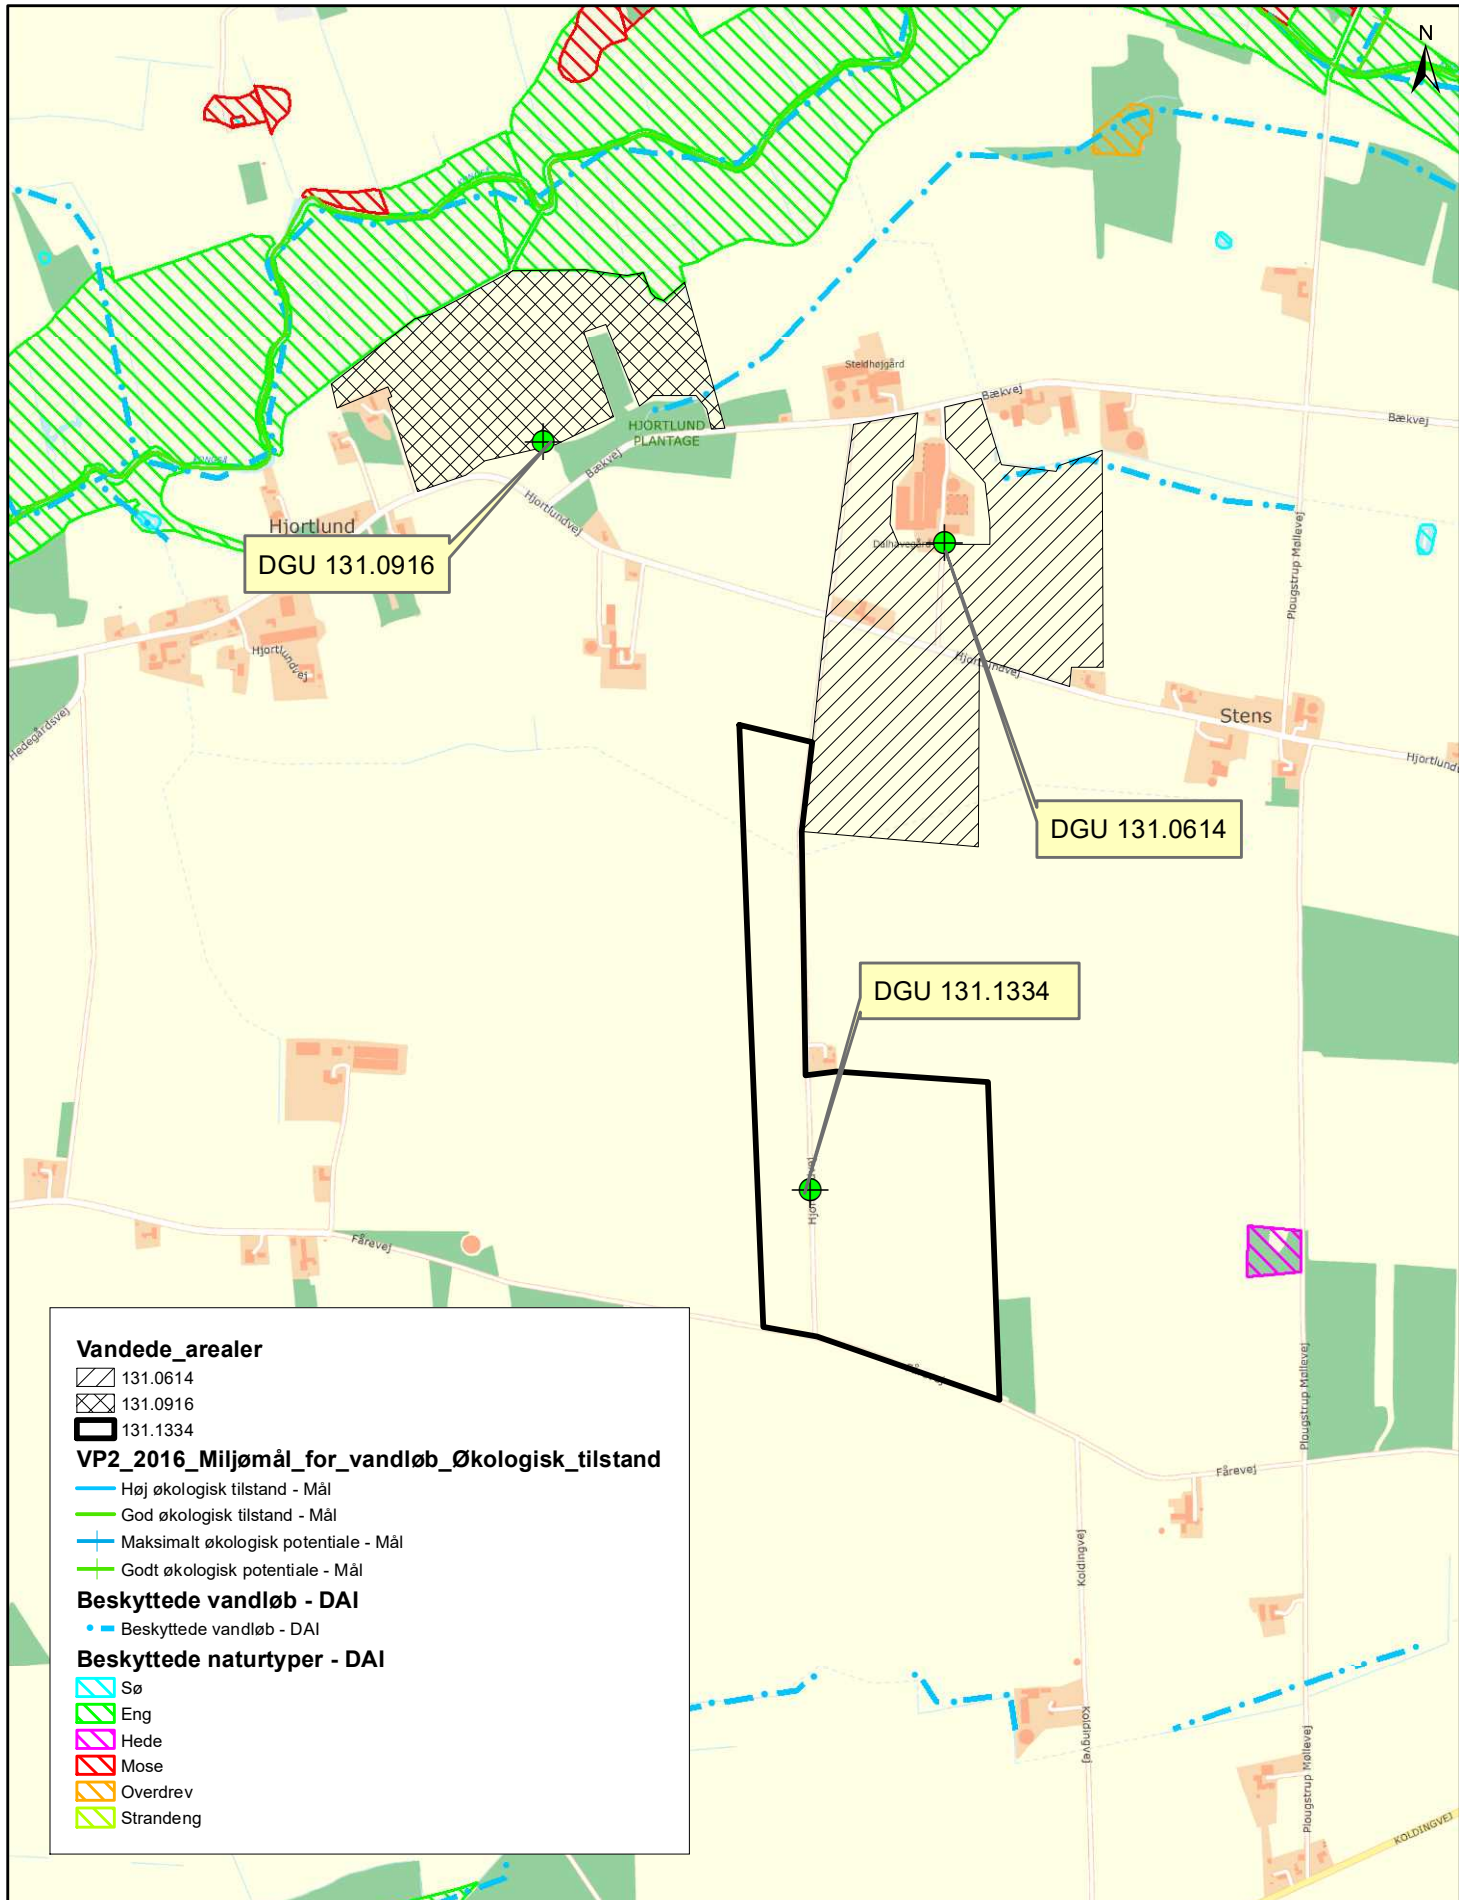 N
KONGEÅ
Steldhøjgård
Bækvej
Bækvej
HJORTLUND
PLANTAGE
Bækvej
Hjortlundvej
Hjortlund
DGU 131.0916
Dalhavegård
Plougstrup Møllevej
Hjortlundvej
Hjortlundvej
Hedegårdsvej
Stens
DGU 131.0614
DGU 131.1334
Fårevej
Plougstrup Møllevej
Fårevej
Koldingvej
Koldingvej
Plougstrup Møllevej
KOLDINGVEJ
Vandede_arealer
131.0614
131.0916
131.1334
VP2_2016_Miljømål_for_vandløb_Økologisk_tilstand
Høj økologisk tilstand - Mål
God økologisk tilstand - Mål
Maksimalt økologisk potentiale - Mål
Godt økologisk potentiale - Mål
Beskyttede vandløb - DAI
Beskyttede vandløb - DAI
Beskyttede naturtyper - DAI
Sø
Eng
Hede
Mose
Overdrev
Strandeng